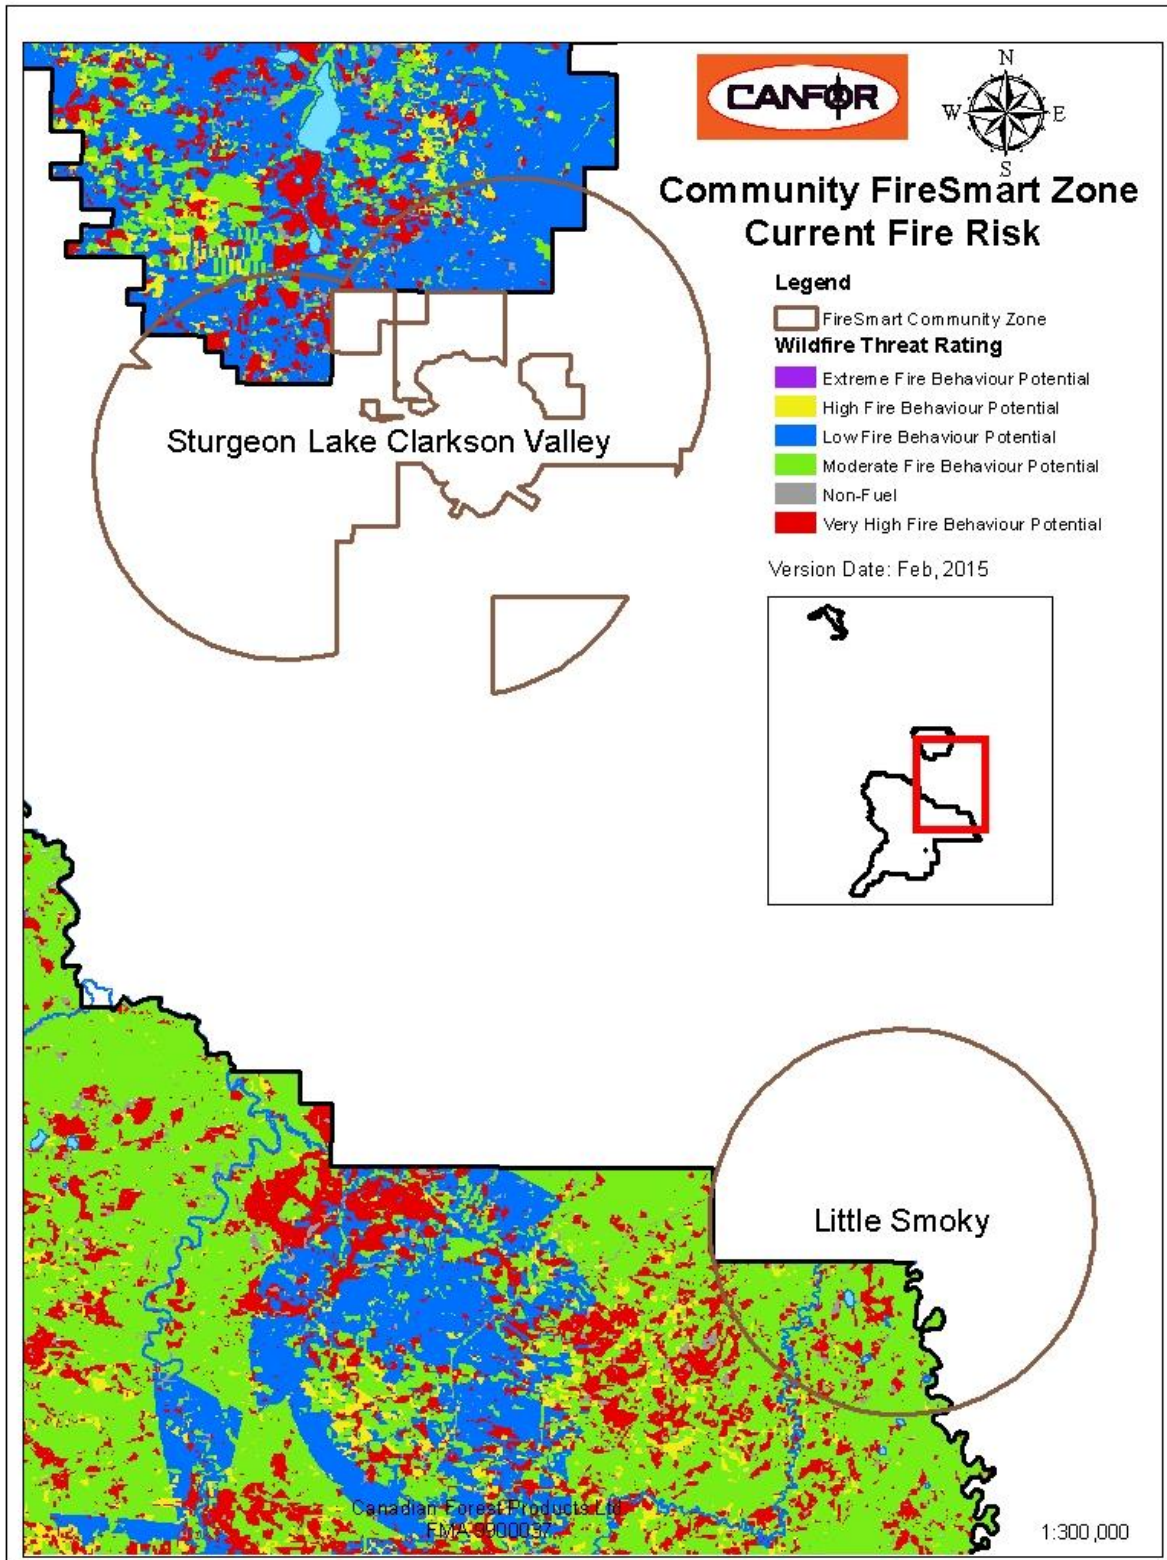 CANFOR
N
W E
S
Community FireSmart Zone
Current Fire Risk
Legend
FireSmart Community Zone
Wildfire Threat Rating
Extreme Fire Behaviour Potential
High Fire Behaviour Potential
Low Fire Behaviour Potential
Moderate Fire Behaviour Potential
Non-Fuel
Very High Fire Behaviour Potential
Version Date: Feb, 2015
Sturgeon Lake Clarkson Valley
Little Smoky
Canadian Forest Products Ltd
FMA 9900037
1:300,000